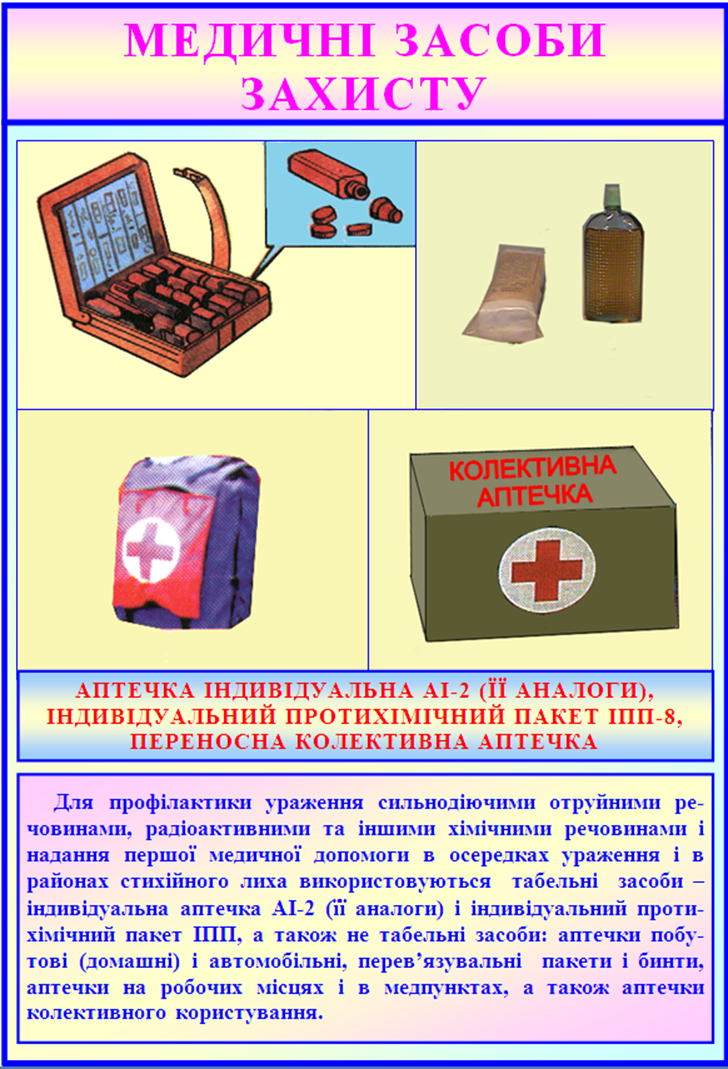 МЕДИЧНІ ЗАСОБИ
ЗАХИСТУ
КОЛЕКТИВНА
АПТЕЧКА
АПТЕЧКА ІНДИВІДУАЛЬНА АІ-2 (ЇЇ АНАЛОГИ),
ІНДИВІДУАЛЬНИЙ ПРОТИХІМІЧНИЙ ПАКЕТ ІПП-8,
ПЕРЕНОСНА КОЛЕКТИВНА АПТЕЧКА
Для профілактики ураження сильнодіючими отруйними ре-
човинами, радіоактивними та іншими хімічними речовинами і
надання першої медичної допомоги в осередках ураження і в
районах стихійного лиха використовуються табельні засоби –
індивідуальна аптечка АІ-2 (її аналоги) і індивідуальний проти-
хімічний пакет ІПП, а також не табельні засоби: аптечки побу-
тові (домашні) і автомобільні, перев’язувальні пакети і бинти,
аптечки на робочих місцях і в медпунктах, а також аптечки
колективного користування.